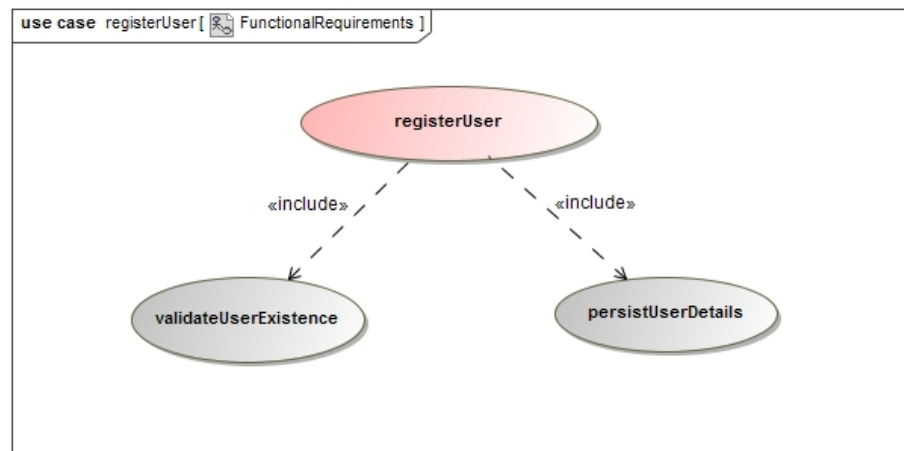 use case registerUser [ FunctionalRequirements ]
registerUser
«include»
«include»
validateUserExistence
persistUserDetails